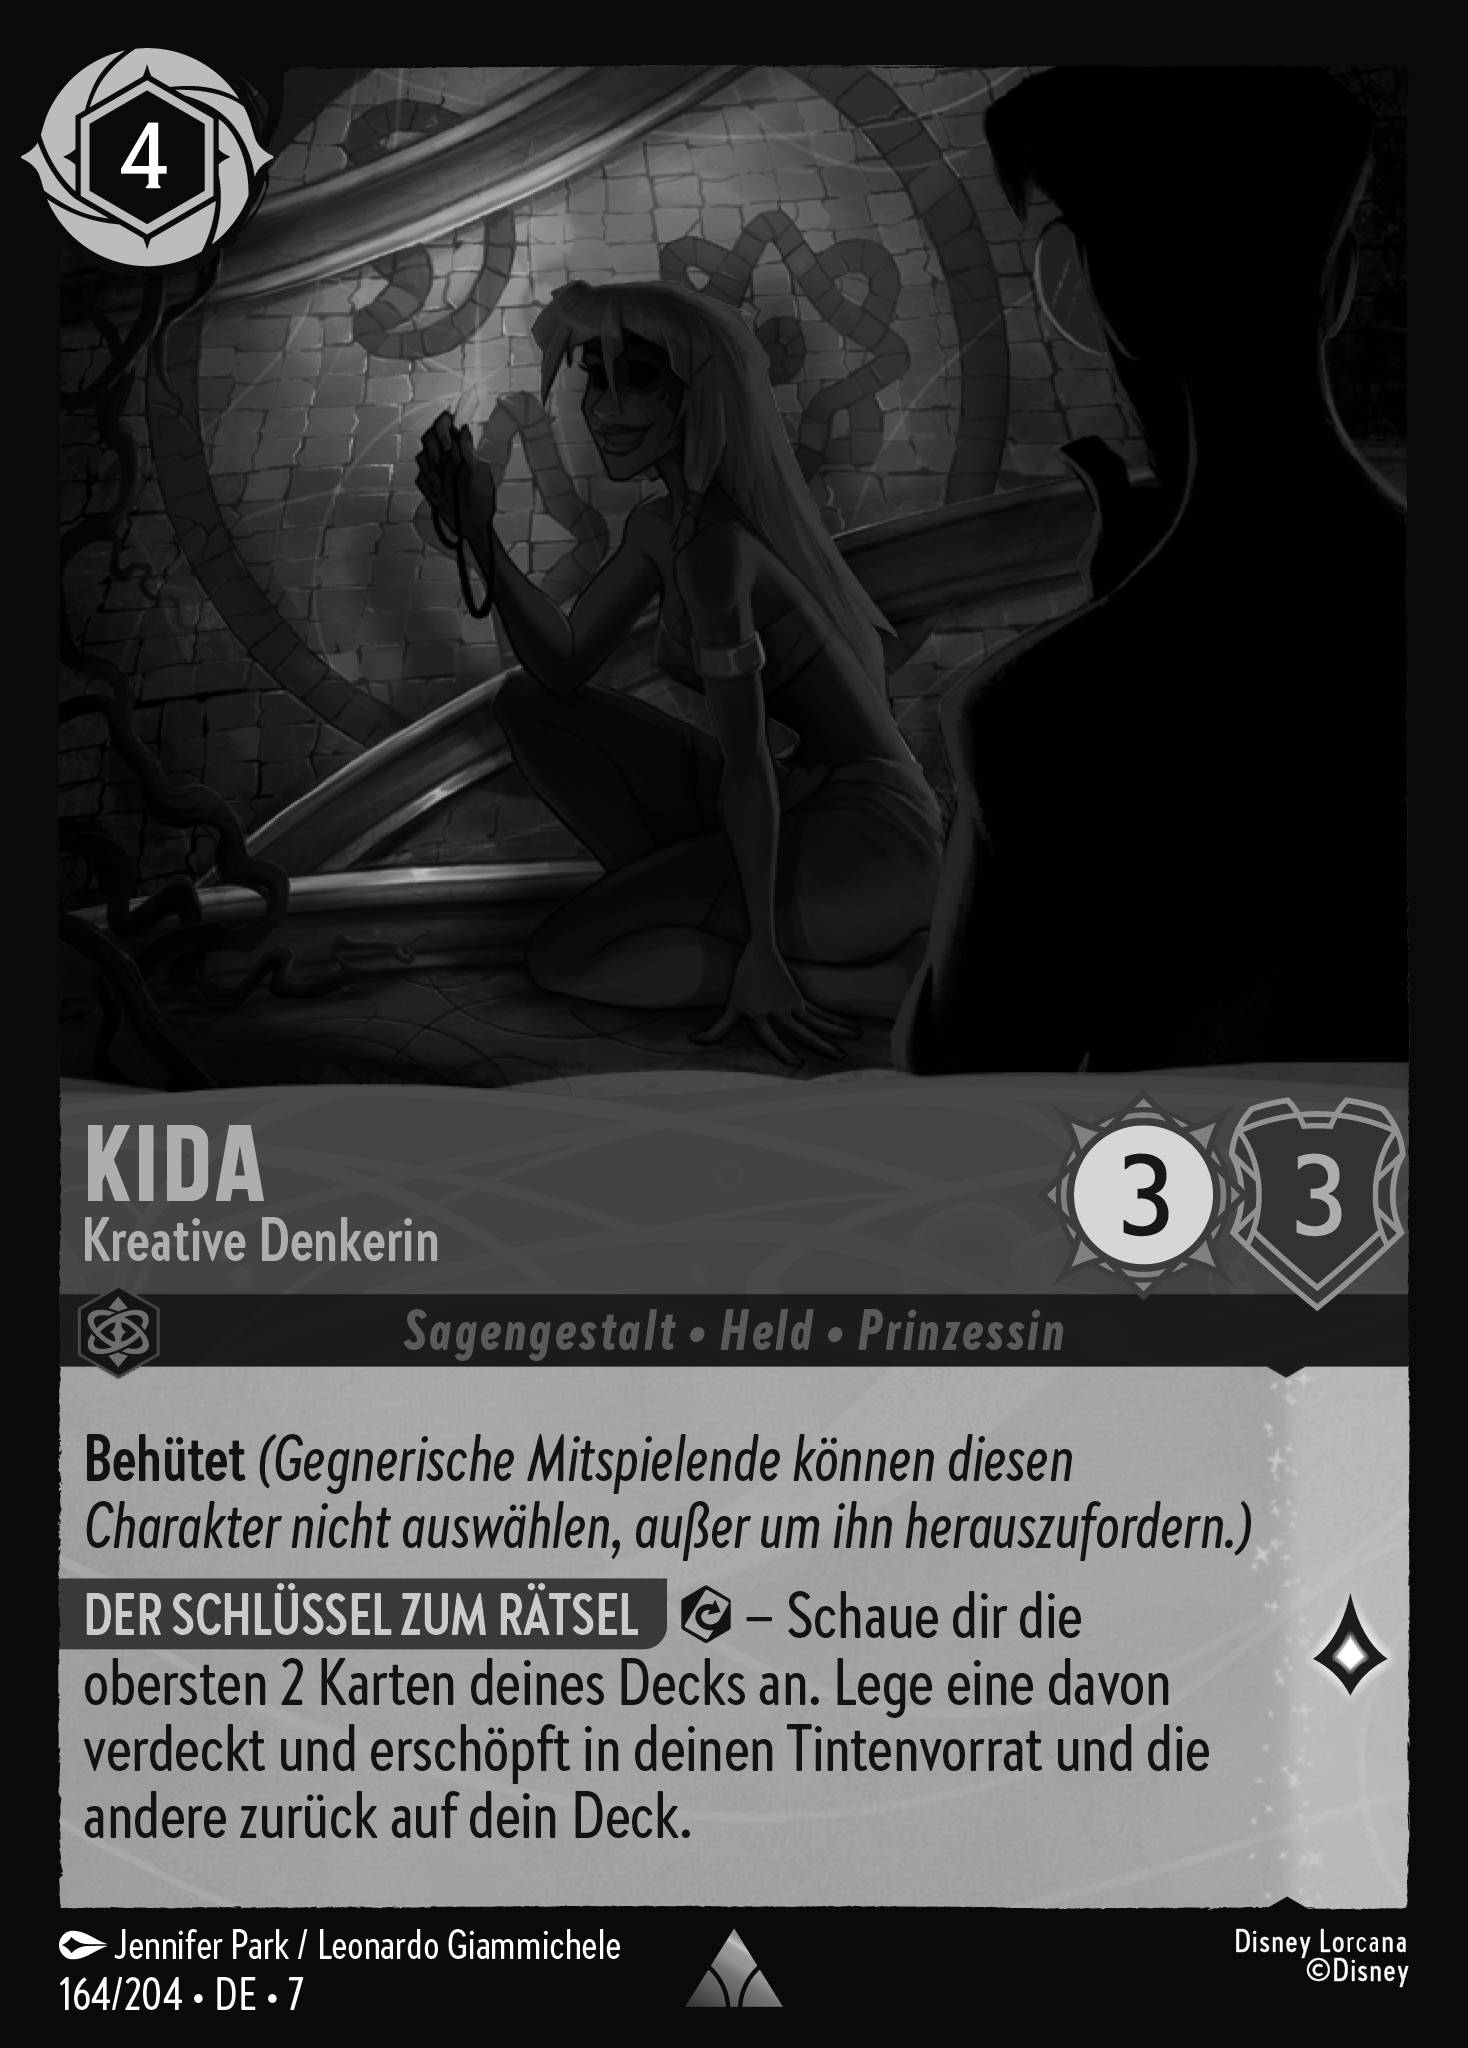 4
KIDA
Kreative Denkerin
3 3
Sagengestalt • Held • Prinzessin
Behütet (Gegnerische Mitspielende können diesen
Charakter nicht auswählen, außer um ihn herauszufordern.)
DER SCHLÜSSEL ZUM RÄTSEL – Schaue dir die
obersten 2 Karten deines Decks an. Lege eine davon
verdeckt und erschöpft in deinen Tintenvorrat und die
andere zurück auf dein Deck.
Jennifer Park / Leonardo Giammichele
164/204 • DE • 7
Disney Lorcana
©Disney